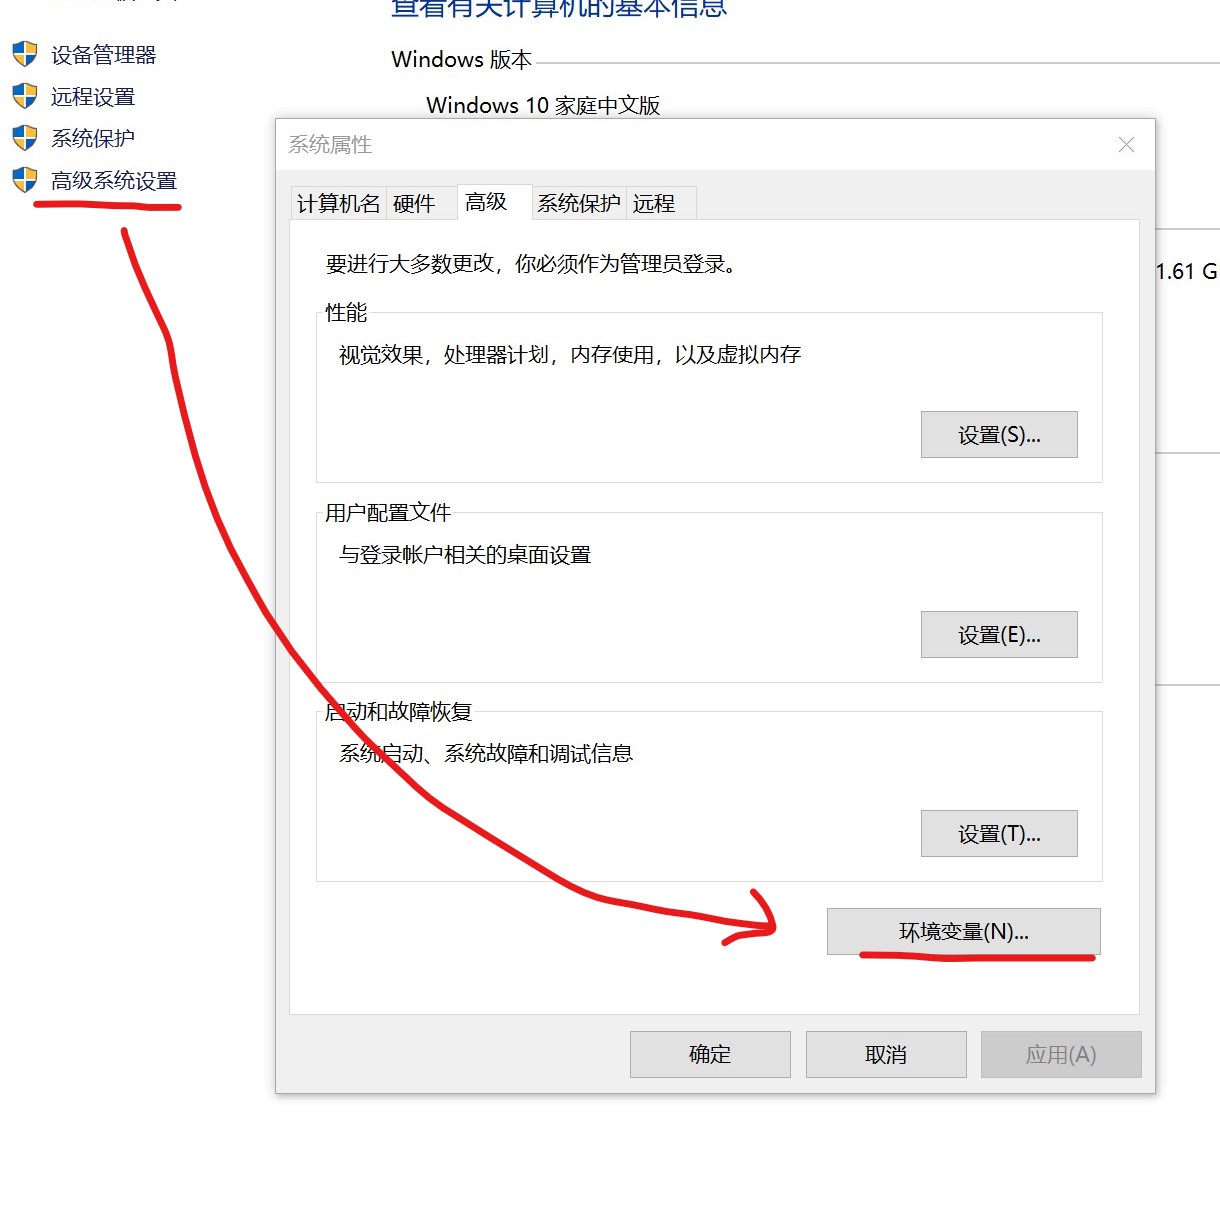 查看有关计算机的基本信息
设备管理器
远程设置
系统保护
高级系统设置
Windows 版本
Windows 10 家庭中文版
系统属性
计算机名 硬件 高级 系统保护 远程
要进行大多数更改，你必须作为管理员登录。
性能
视觉效果，处理器计划，内存使用，以及虚拟内存
设置(S)...
用户配置文件
与登录帐户相关的桌面设置
设置(E)...
启动和故障恢复
系统启动、系统故障和调试信息
设置(T)...
环境变量(N)...
确定 取消 应用(A)
1.61 G